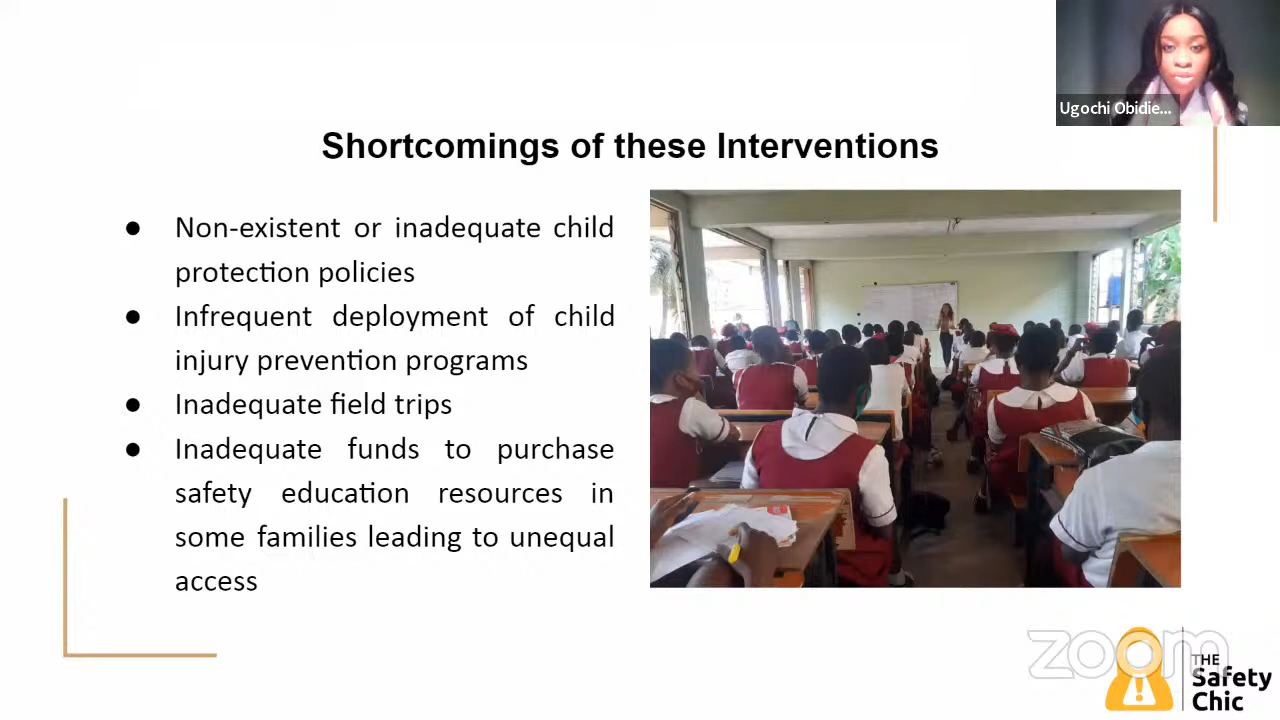 Ugochi Obidie...
Shortcomings of these Interventions
● Non-existent or inadequate child
protection policies
● Infrequent deployment of child
injury prevention programs
● Inadequate field trips
● Inadequate funds to purchase
safety education resources in
some families leading to unequal
access
zoom
THE
Safety
Chic